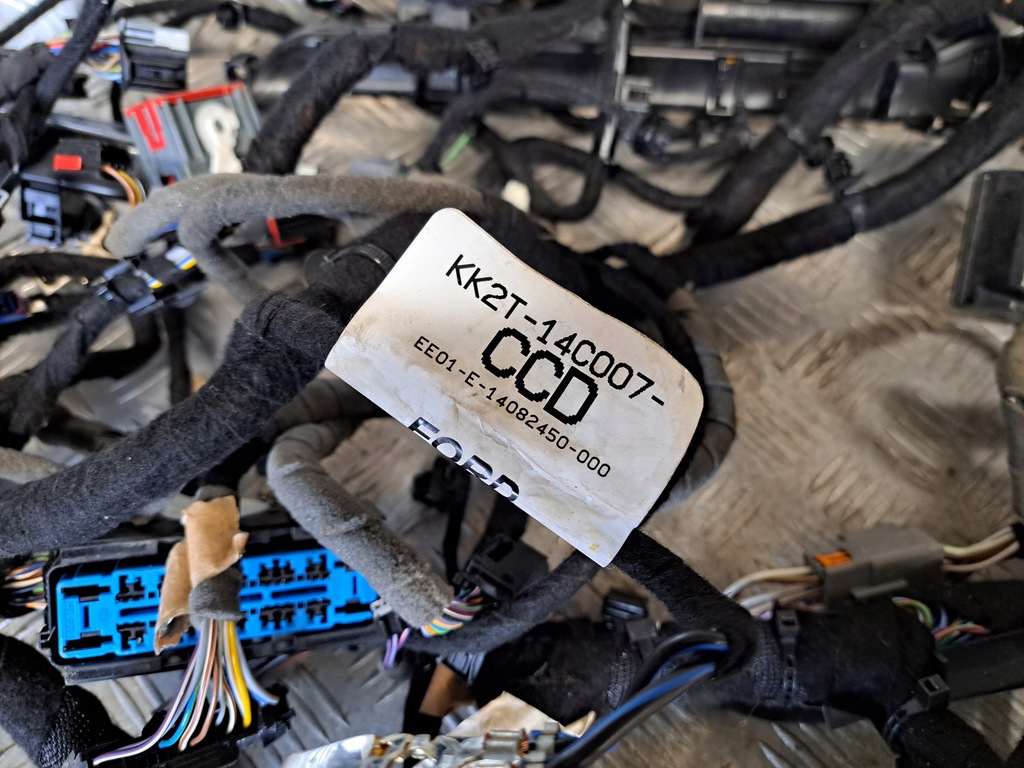 KK2T-14C007-
CCD
EE01-E-14082450-000
FORD